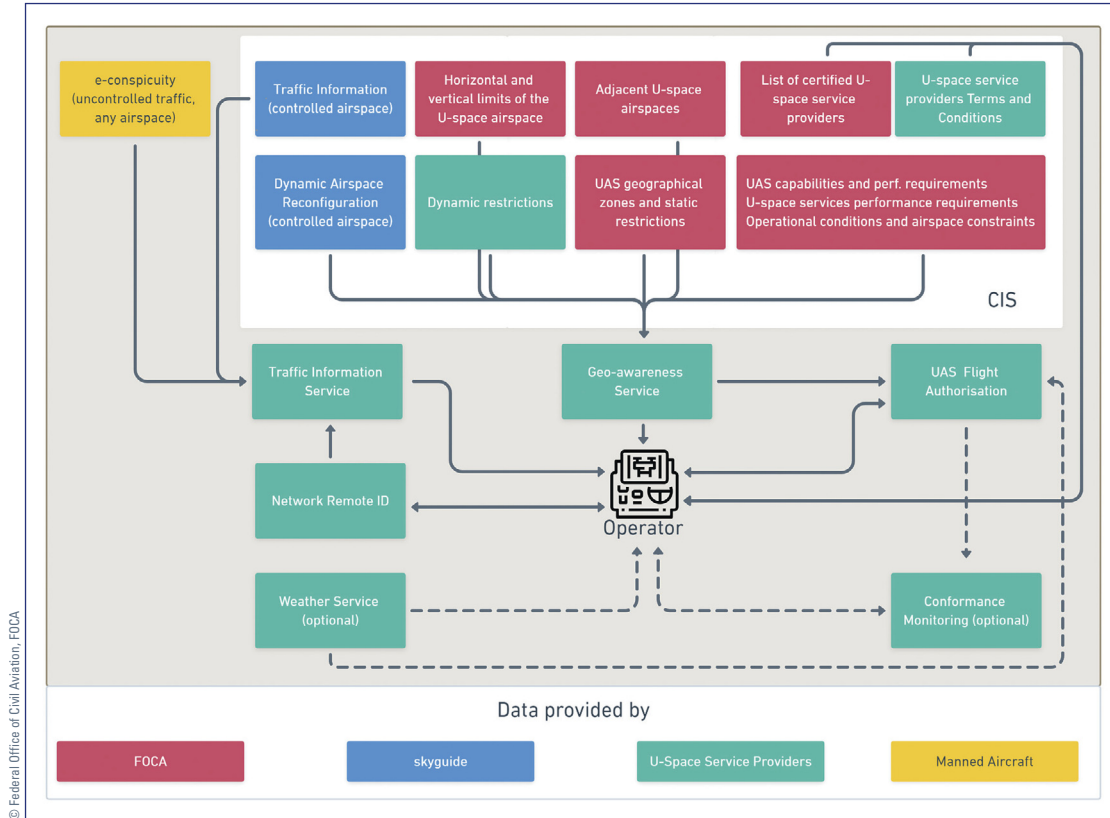 e-conspicuity
(uncontrolled traffic,
any airspace)
Traffic Information
(controlled airspace)
Horizontal and
vertical limits of the
U-space airspace
Adjacent U-space
airspaces
List of certified U-
space service
providers
U-space service
providers Terms and
Conditions
Dynamic Airspace
Reconfiguration
(controlled airspace)
Dynamic restrictions
UAS geographical
zones and static
restrictions
UAS capabilities and perf. requirements
U-space services performance requirements
Operational conditions and airspace constraints
CIS
Traffic Information
Service
Geo-awareness
Service
UAS Flight
Authorisation
Network Remote ID
Operator
Weather Service
(optional)
Conformance
Monitoring (optional)
Data provided by
FOCA
skyguide
U-Space Service Providers
Manned Aircraft
© Federal Office of Civil Aviation, FOCA